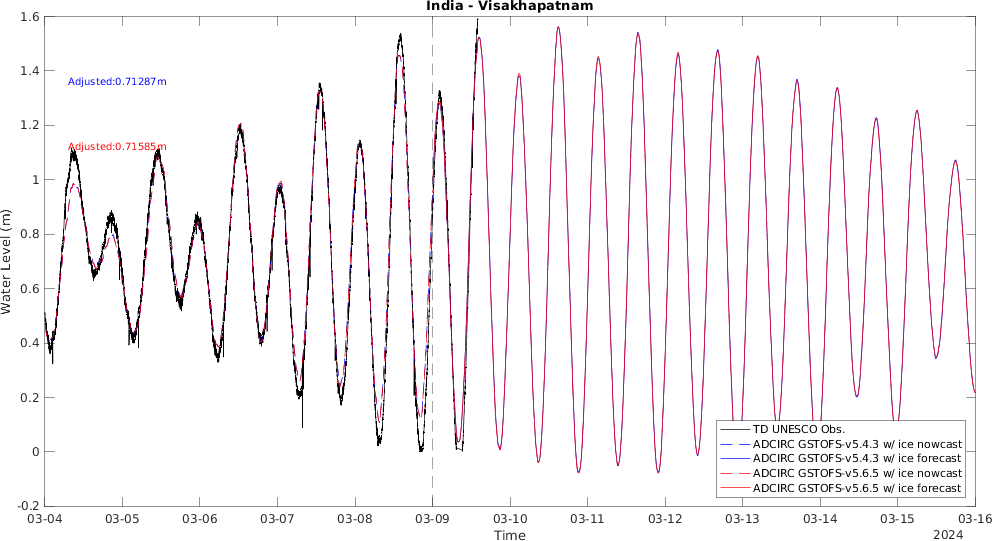 India - Visakhapatnam
1.6
1.4
1.2
1
0.8
0.6
0.4
0.2
0
-0.2
Water Level (m)
Adjusted:0.71287m
Adjusted:0.71585m
TD UNESCO Obs.
ADCIRC GSTOFS-v5.4.3 w/ ice nowcast
ADCIRC GSTOFS-v5.4.3 w/ ice forecast
ADCIRC GSTOFS-v5.6.5 w/ ice nowcast
ADCIRC GSTOFS-v5.6.5 w/ ice forecast
03-04 03-05 03-06 03-07 03-08 03-09 03-10 03-11 03-12 03-13 03-14 03-15 03-16
Time
2024